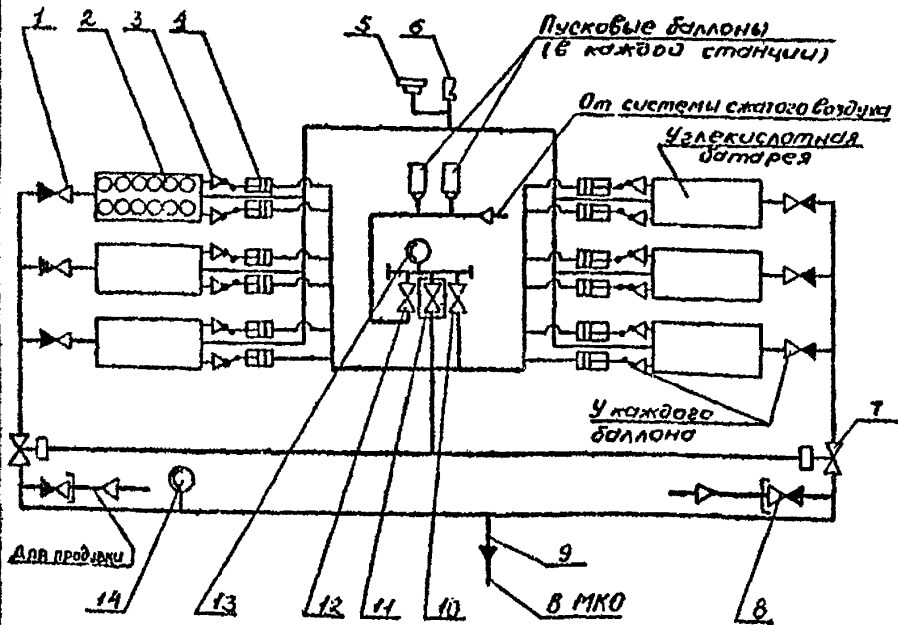 1 2 3 4 5 6 Пусковые баллоны
(в каждой станции)
От системи сжатого воздуха
Углекислотная
батарея
У каждого
баллона
7
Для продувки
9
В МКО
14 13 12 11 10 8